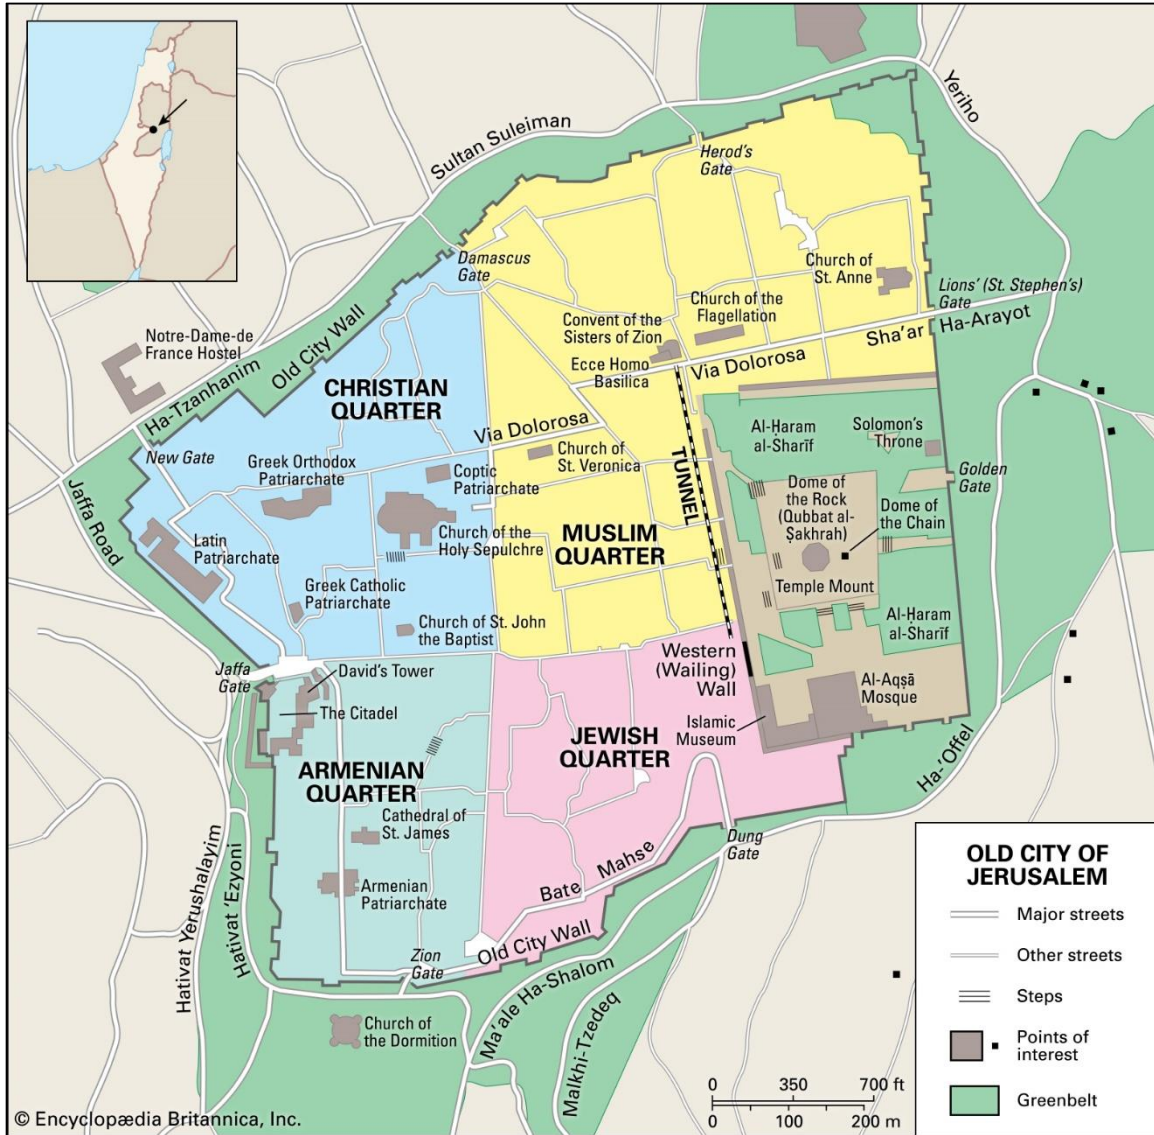 Sultan Suleiman
Yeriho
Herod's
Gate
Damascus
Gate
Church of
St. Anne
Lions' (St. Stephen's)
Gate
Sha'ar Ha-Arayot
Church of the
Flagellation
Convent of the
Sisters of Zion
Ecce Homo
Basilica
Via Dolorosa
Notre-Dame-de
France Hostel
Ha-Tzanhanim
Old City Wall
CHRISTIAN
QUARTER
New Gate
Jaffa Road
Via Dolorosa
Greek Orthodox
Patriarchate
Coptic
Patriarchate
Church of
St. Veronica
TUNNEL
Al-Ḥaram
al-Sharīf
Solomon's
Throne
Golden
Gate
Dome of
the Rock
(Qubbat al-
Ṣakhrah)
Dome of
the Chain
Latin
Patriarchate
Church of the
Holy Sepulchre
MUSLIM
QUARTER
Temple Mount
Greek Catholic
Patriarchate
Church of St. John
the Baptist
Al-Ḥaram
al-Sharīf
Western
(Wailing)
Wall
Jaffa
Gate
David's Tower
The Citadel
Al-Aqṣā
Mosque
Islamic
Museum
JEWISH
QUARTER
ARMENIAN
QUARTER
Ha-'Offel
Cathedral of
St. James
Armenian
Patriarchate
Bate Mahse
Dung
Gate
Hativat Yerushalayim
Hativat 'Ezyoni
Zion
Gate
Old City Wall
Ma'ale Ha-Shalom
Malkhi-Tzedeq
Church of
the Dormition
OLD CITY OF
JERUSALEM
Major streets
Other streets
Steps
Points of
interest
Greenbelt
0 350 700 ft
0 100 200 m
© Encyclopædia Britannica, Inc.